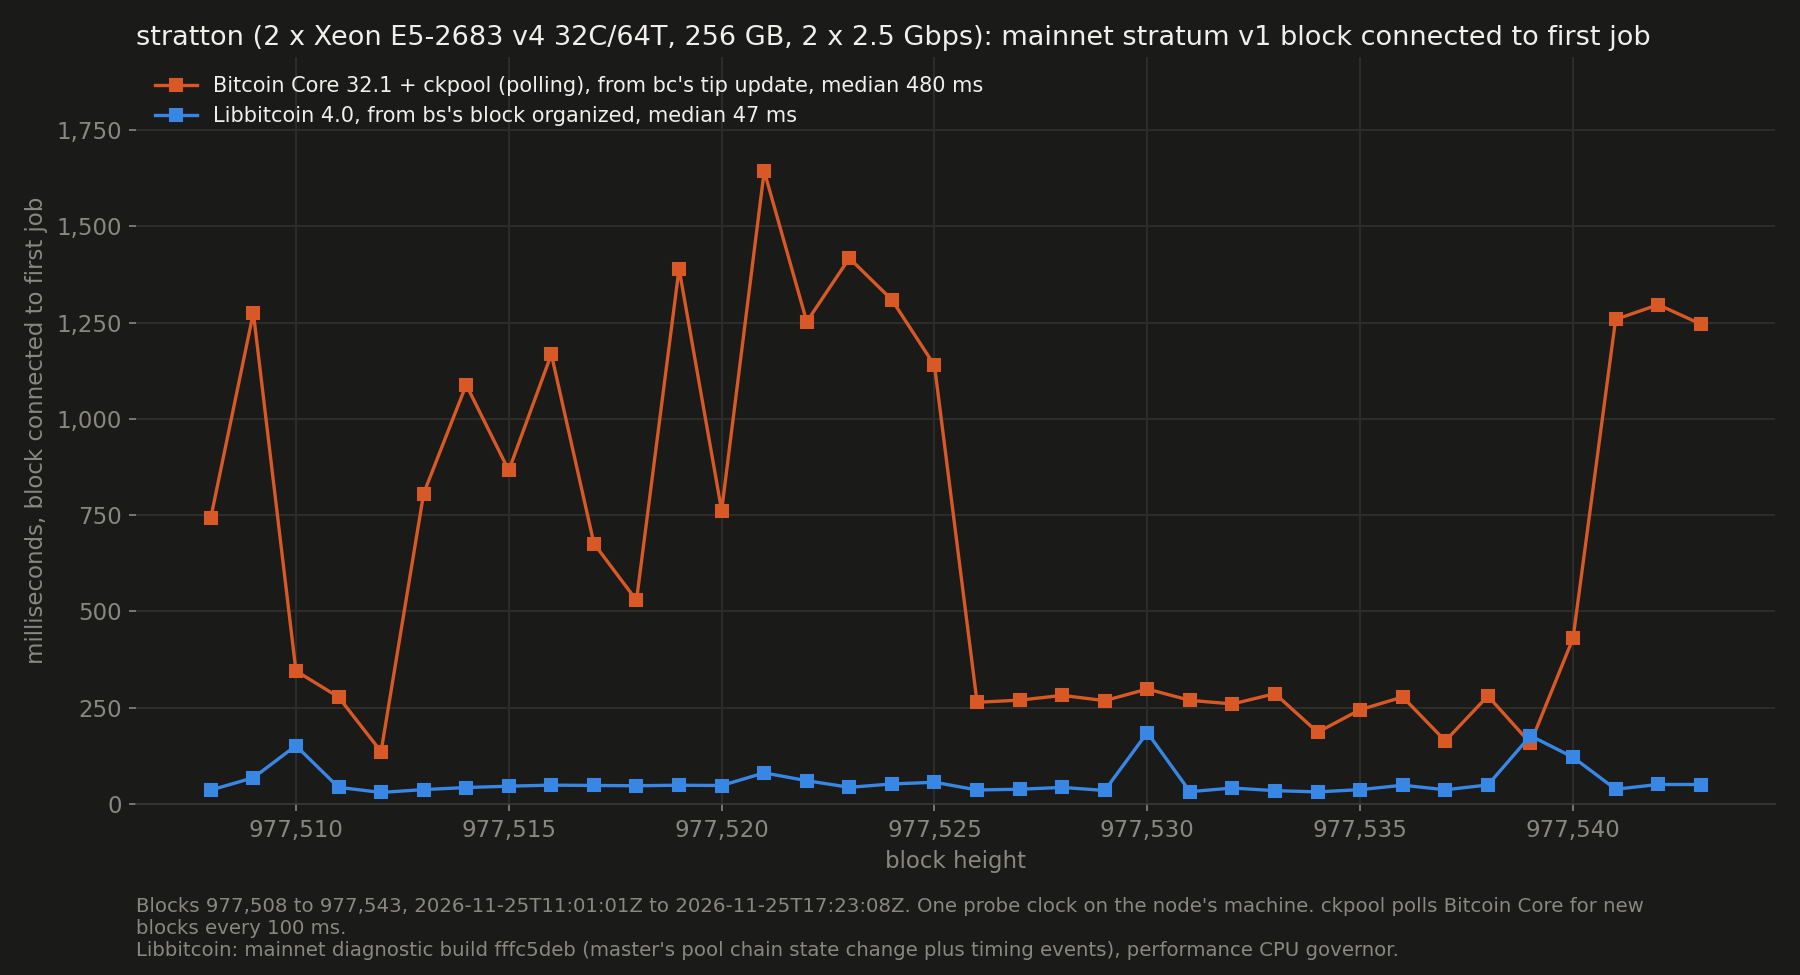 stratton (2 x Xeon E5-2683 v4 32C/64T, 256 GB, 2 x 2.5 Gbps): mainnet stratum v1 block connected to first job
Bitcoin Core 32.1 + ckpool (polling), from bc's tip update, median 480 ms
Libbitcoin 4.0, from bs's block organized, median 47 ms
milliseconds, block connected to first job
1,750
1,500
1,250
1,000
750
500
250
0
977,510
977,515
977,520
977,525
977,530
977,535
977,540
block height
Blocks 977,508 to 977,543, 2026-11-25T11:01:01Z to 2026-11-25T17:23:08Z. One probe clock on the node's machine. ckpool polls Bitcoin Core for new
blocks every 100 ms.
Libbitcoin: mainnet diagnostic build fffc5deb (master's pool chain state change plus timing events), performance CPU governor.